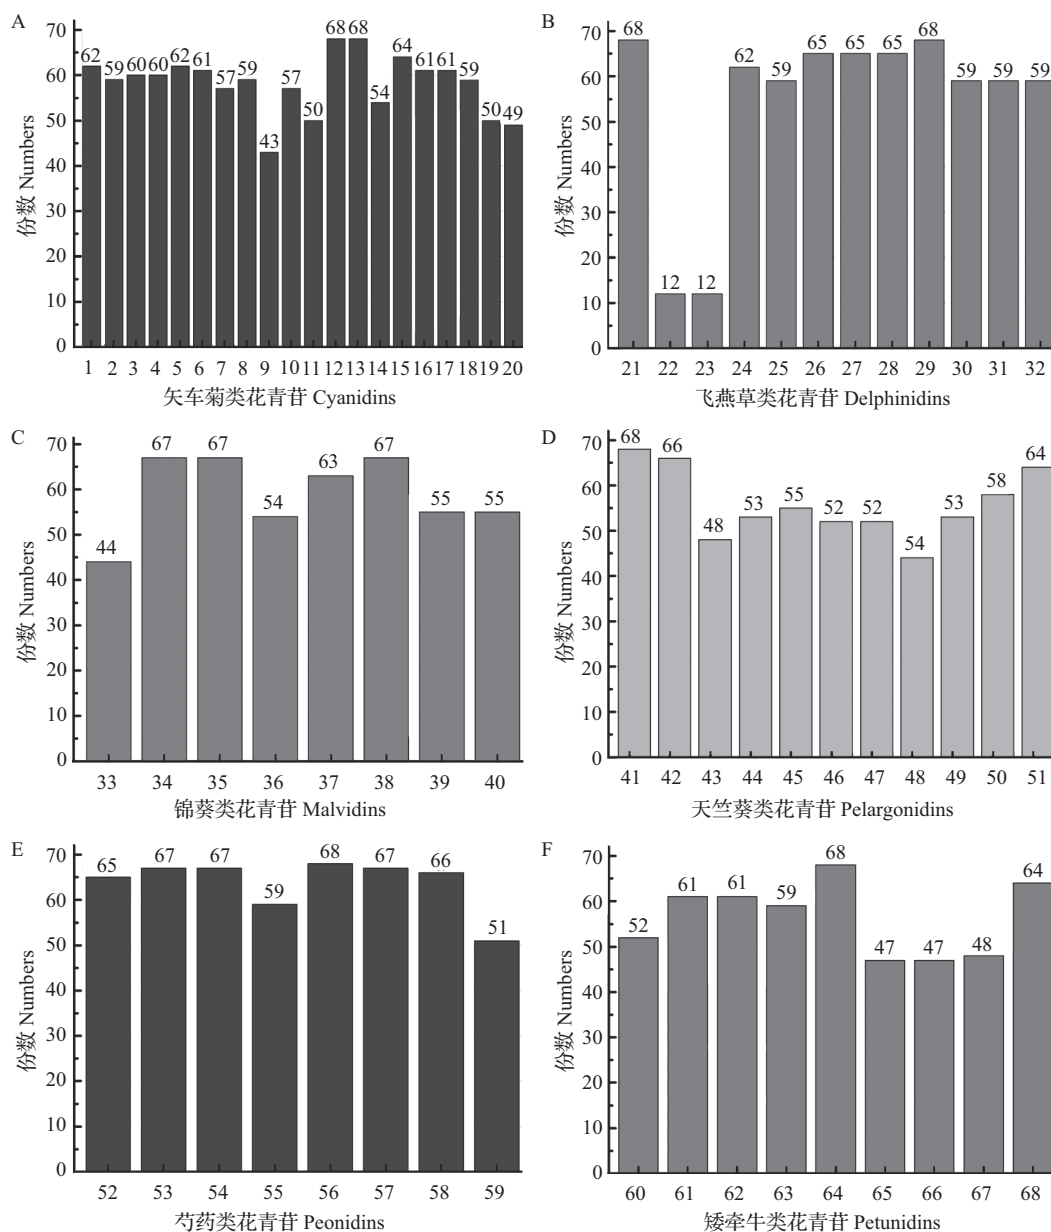 A
70
60
50
40
30
20
10
0
份数 Numbers
62 59 60 60 62 61 57 59 43 57 50 68 68 54 64 61 61 59 50 49
1 2 3 4 5 6 7 8 9 10 11 12 13 14 15 16 17 18 19 20
矢车菊类花青苷 Cyanidins
B
70
60
50
40
30
20
10
0
份数 Numbers
68 12 12 62 59 65 65 65 68 59 59 59
21 22 23 24 25 26 27 28 29 30 31 32
飞燕草类花青苷 Delphinidins
C
70
60
50
40
30
20
10
0
份数 Numbers
44 67 67 54 63 67 55 55
33 34 35 36 37 38 39 40
锦葵类花青苷 Malvidins
D
70
60
50
40
30
20
10
0
份数 Numbers
68 66 48 53 55 52 52 54 53 58 64
41 42 43 44 45 46 47 48 49 50 51
天竺葵类花青苷 Pelargonidins
E
70
60
50
40
30
20
10
0
份数 Numbers
65 67 67 59 68 67 66 51
52 53 54 55 56 57 58 59
芍药类花青苷 Peonidins
F
70
60
50
40
30
20
10
0
份数 Numbers
52 61 61 59 68 47 47 48 64
60 61 62 63 64 65 66 67 68
矮牵牛类花青苷 Petunidins